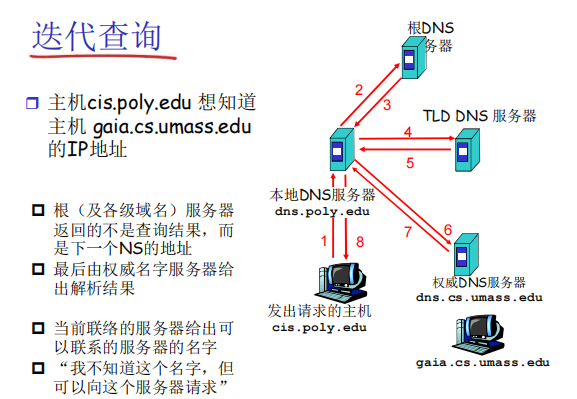 迭代查询
主机cis.poly.edu 想知道
主机 gaia.cs.umass.edu
的IP地址
根（及各级域名）服务器
返回的不是查询结果，而
是下一个NS的地址
最后由权威名字服务器给
出解析结果
当前联络的服务器给出可
以联系的服务器的名字
“我不知道这个名字，但
可以向这个服务器请求”
根DNS
务器
2
3
TLD DNS 服务器
4
5
本地DNS服务器
dns.poly.edu
1
8
7
6
权威DNS服务器
dns.cs.umass.edu
发出请求的主机
cis.poly.edu
gaia.cs.umass.edu